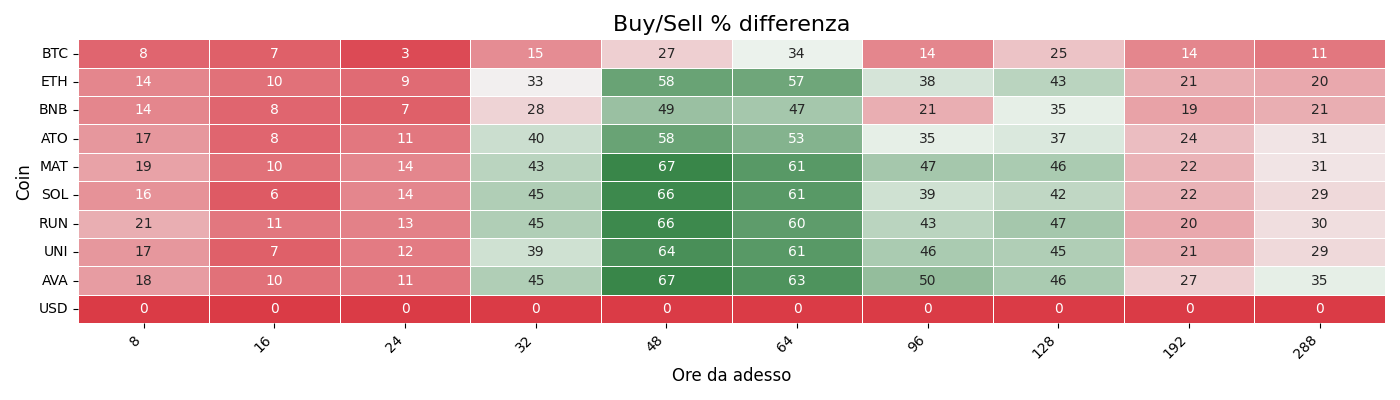 Buy/Sell % differenza
Coin
BTC 8 7 3 15 27 34 14 25 14 11
ETH 14 10 9 33 58 57 38 43 21 20
BNB 14 8 7 28 49 47 21 35 19 21
ATO 17 8 11 40 58 53 35 37 24 31
MAT 19 10 14 43 67 61 47 46 22 31
SOL 16 6 14 45 66 61 39 42 22 29
RUN 21 11 13 45 66 60 43 47 20 30
UNI 17 7 12 39 64 61 46 45 21 29
AVA 18 10 11 45 67 63 50 46 27 35
USD 0 0 0 0 0 0 0 0 0 0
8 16 24 32 48 64 96 128 192 288
Ore da adesso